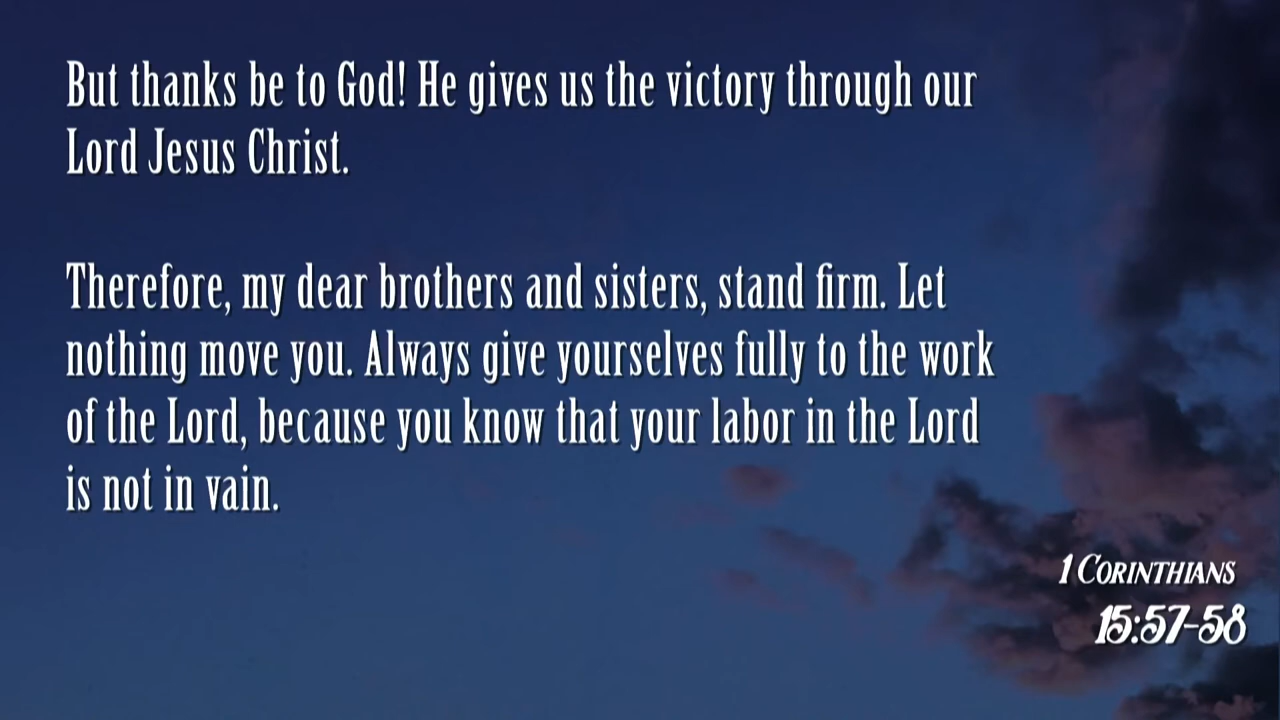 But thanks be to God! He gives us the victory through our
Lord Jesus Christ.
Therefore, my dear brothers and sisters, stand firm. Let
nothing move you. Always give yourselves fully to the work
of the Lord, because you know that your labor in the Lord
is not in vain.
1 CORINTHIANS
15:57-58